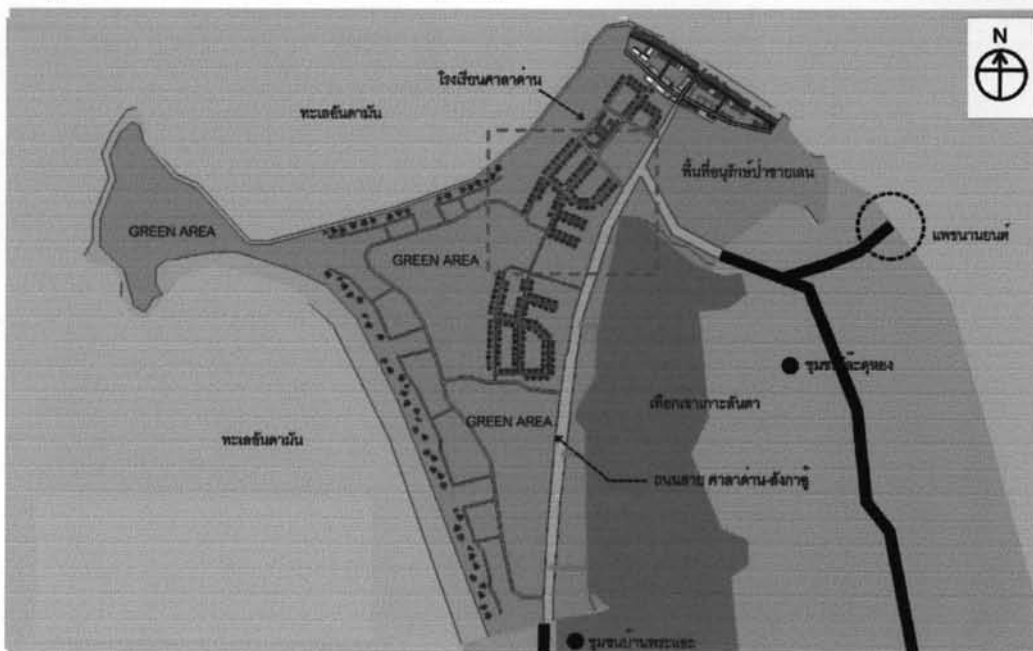 N
โรงเรียนศาลาด่าน
ทะเลอันดามัน
พื้นที่อนุรักษ์ป่าชายเลน
GREEN AREA
แพขนานยนต์
GREEN AREA
เทือกเขาเกาะลันตา
GREEN AREA
ทะเลอันดามัน
ถนนสาย ศาลาด่าน-สังกาอู้
ชุมชนบ้านพระแอะ